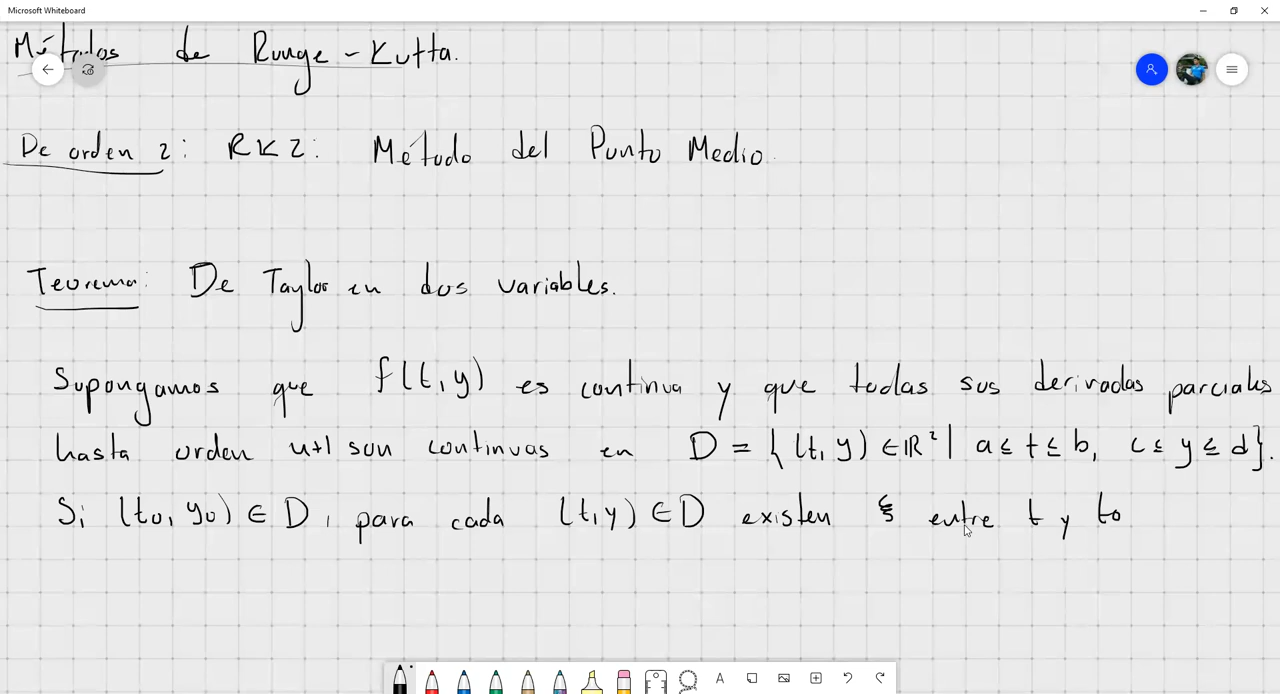 Microsoft Whiteboard
Métodos de Runge-Kutta.
De orden 2: RK2: Método del Punto Medio.
Teorema: De Taylor en dos variables.
Supongamos que f(t,y) es continua y que todas sus derivadas parciales
hasta orden n+1 son continuas en D = {(t,y) ∈ ℝ² | a ≤ t ≤ b, c ≤ y ≤ d}.
Si (t₀, y₀) ∈ D, para cada (t,y) ∈ D existen ξ entre t y t₀